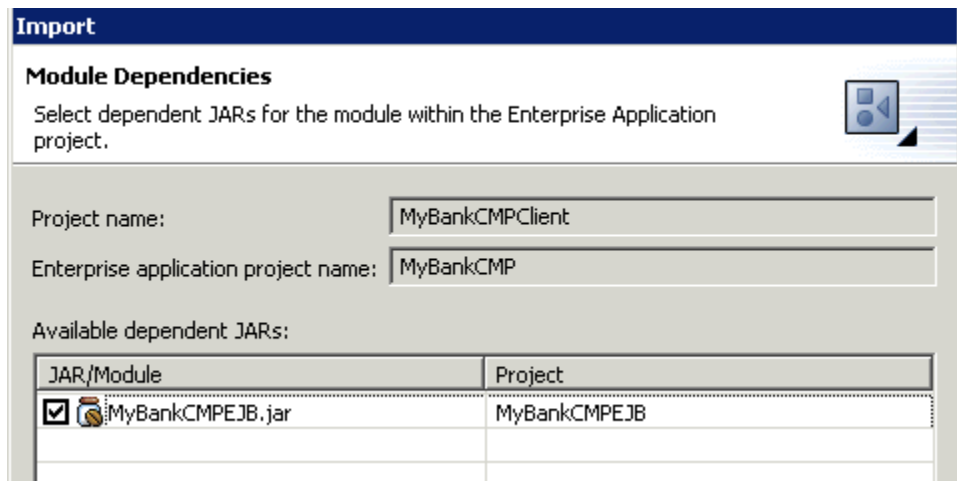 Import
Module Dependencies
Select dependent JARs for the module within the Enterprise Application
project.
Project name: MyBankCMPClient
Enterprise application project name: MyBankCMP
Available dependent JARs:
JAR/Module Project
MyBankCMPEJB.jar MyBankCMPEJB